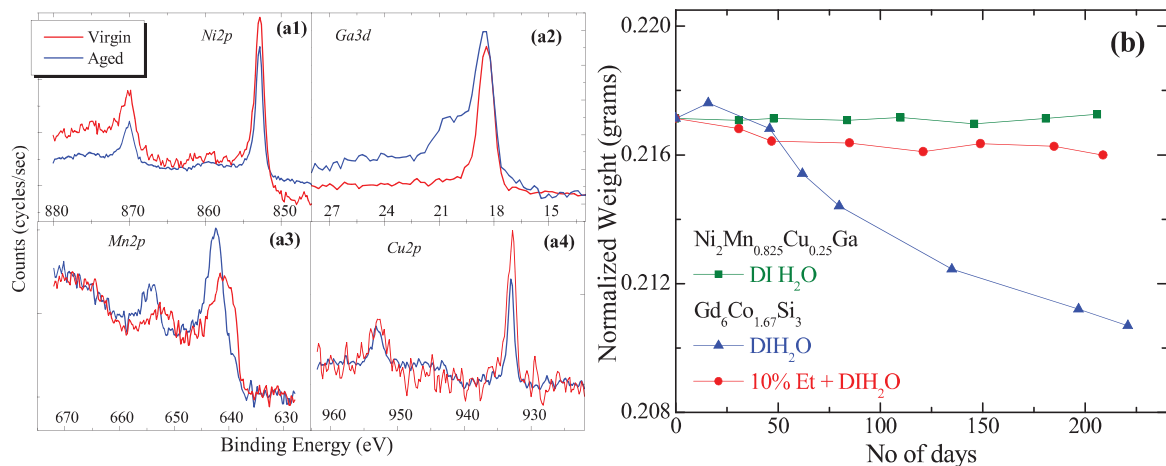 Virgin
Aged
Ni2p
(a1)
Ga3d
(a2)
880 870 860 850
27 24 21 18 15
Mn2p
(a3)
Cu2p
(a4)
670 660 650 640 630
960 950 940 930
Counts (cycles/sec)
Binding Energy (eV)
(b)
0.220
0.216
0.212
0.208
Normalized Weight (grams)
Ni₂Mn₀.₈₂₅Cu₀.₂₅Ga
DI H₂O
Gd₆Co₁.₆₇Si₃
DIH₂O
10% Et + DIH₂O
0 50 100 150 200
No of days